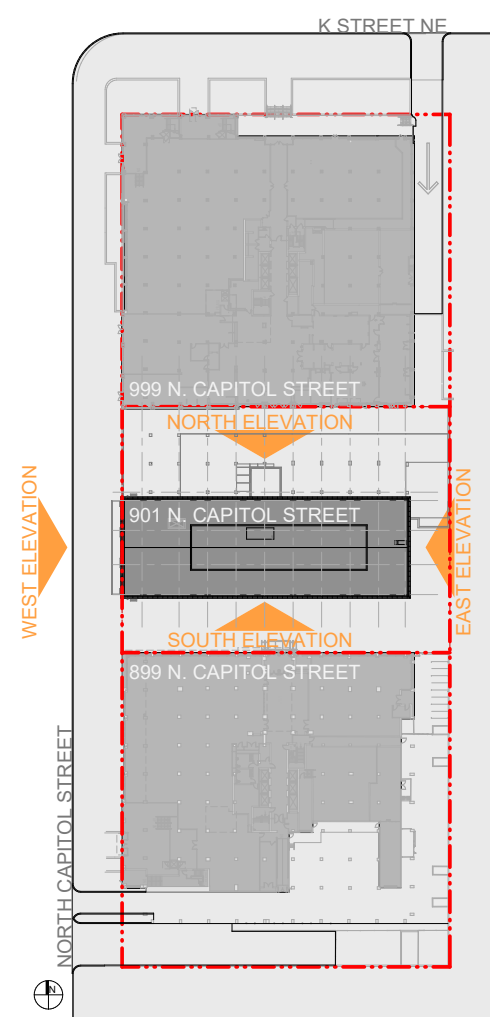 K STREET NE
999 N. CAPITOL STREET
NORTH ELEVATION
WEST ELEVATION
901 N. CAPITOL STREET
EAST ELEVATION
SOUTH ELEVATION
899 N. CAPITOL STREET
NORTH CAPITOL STREET
N